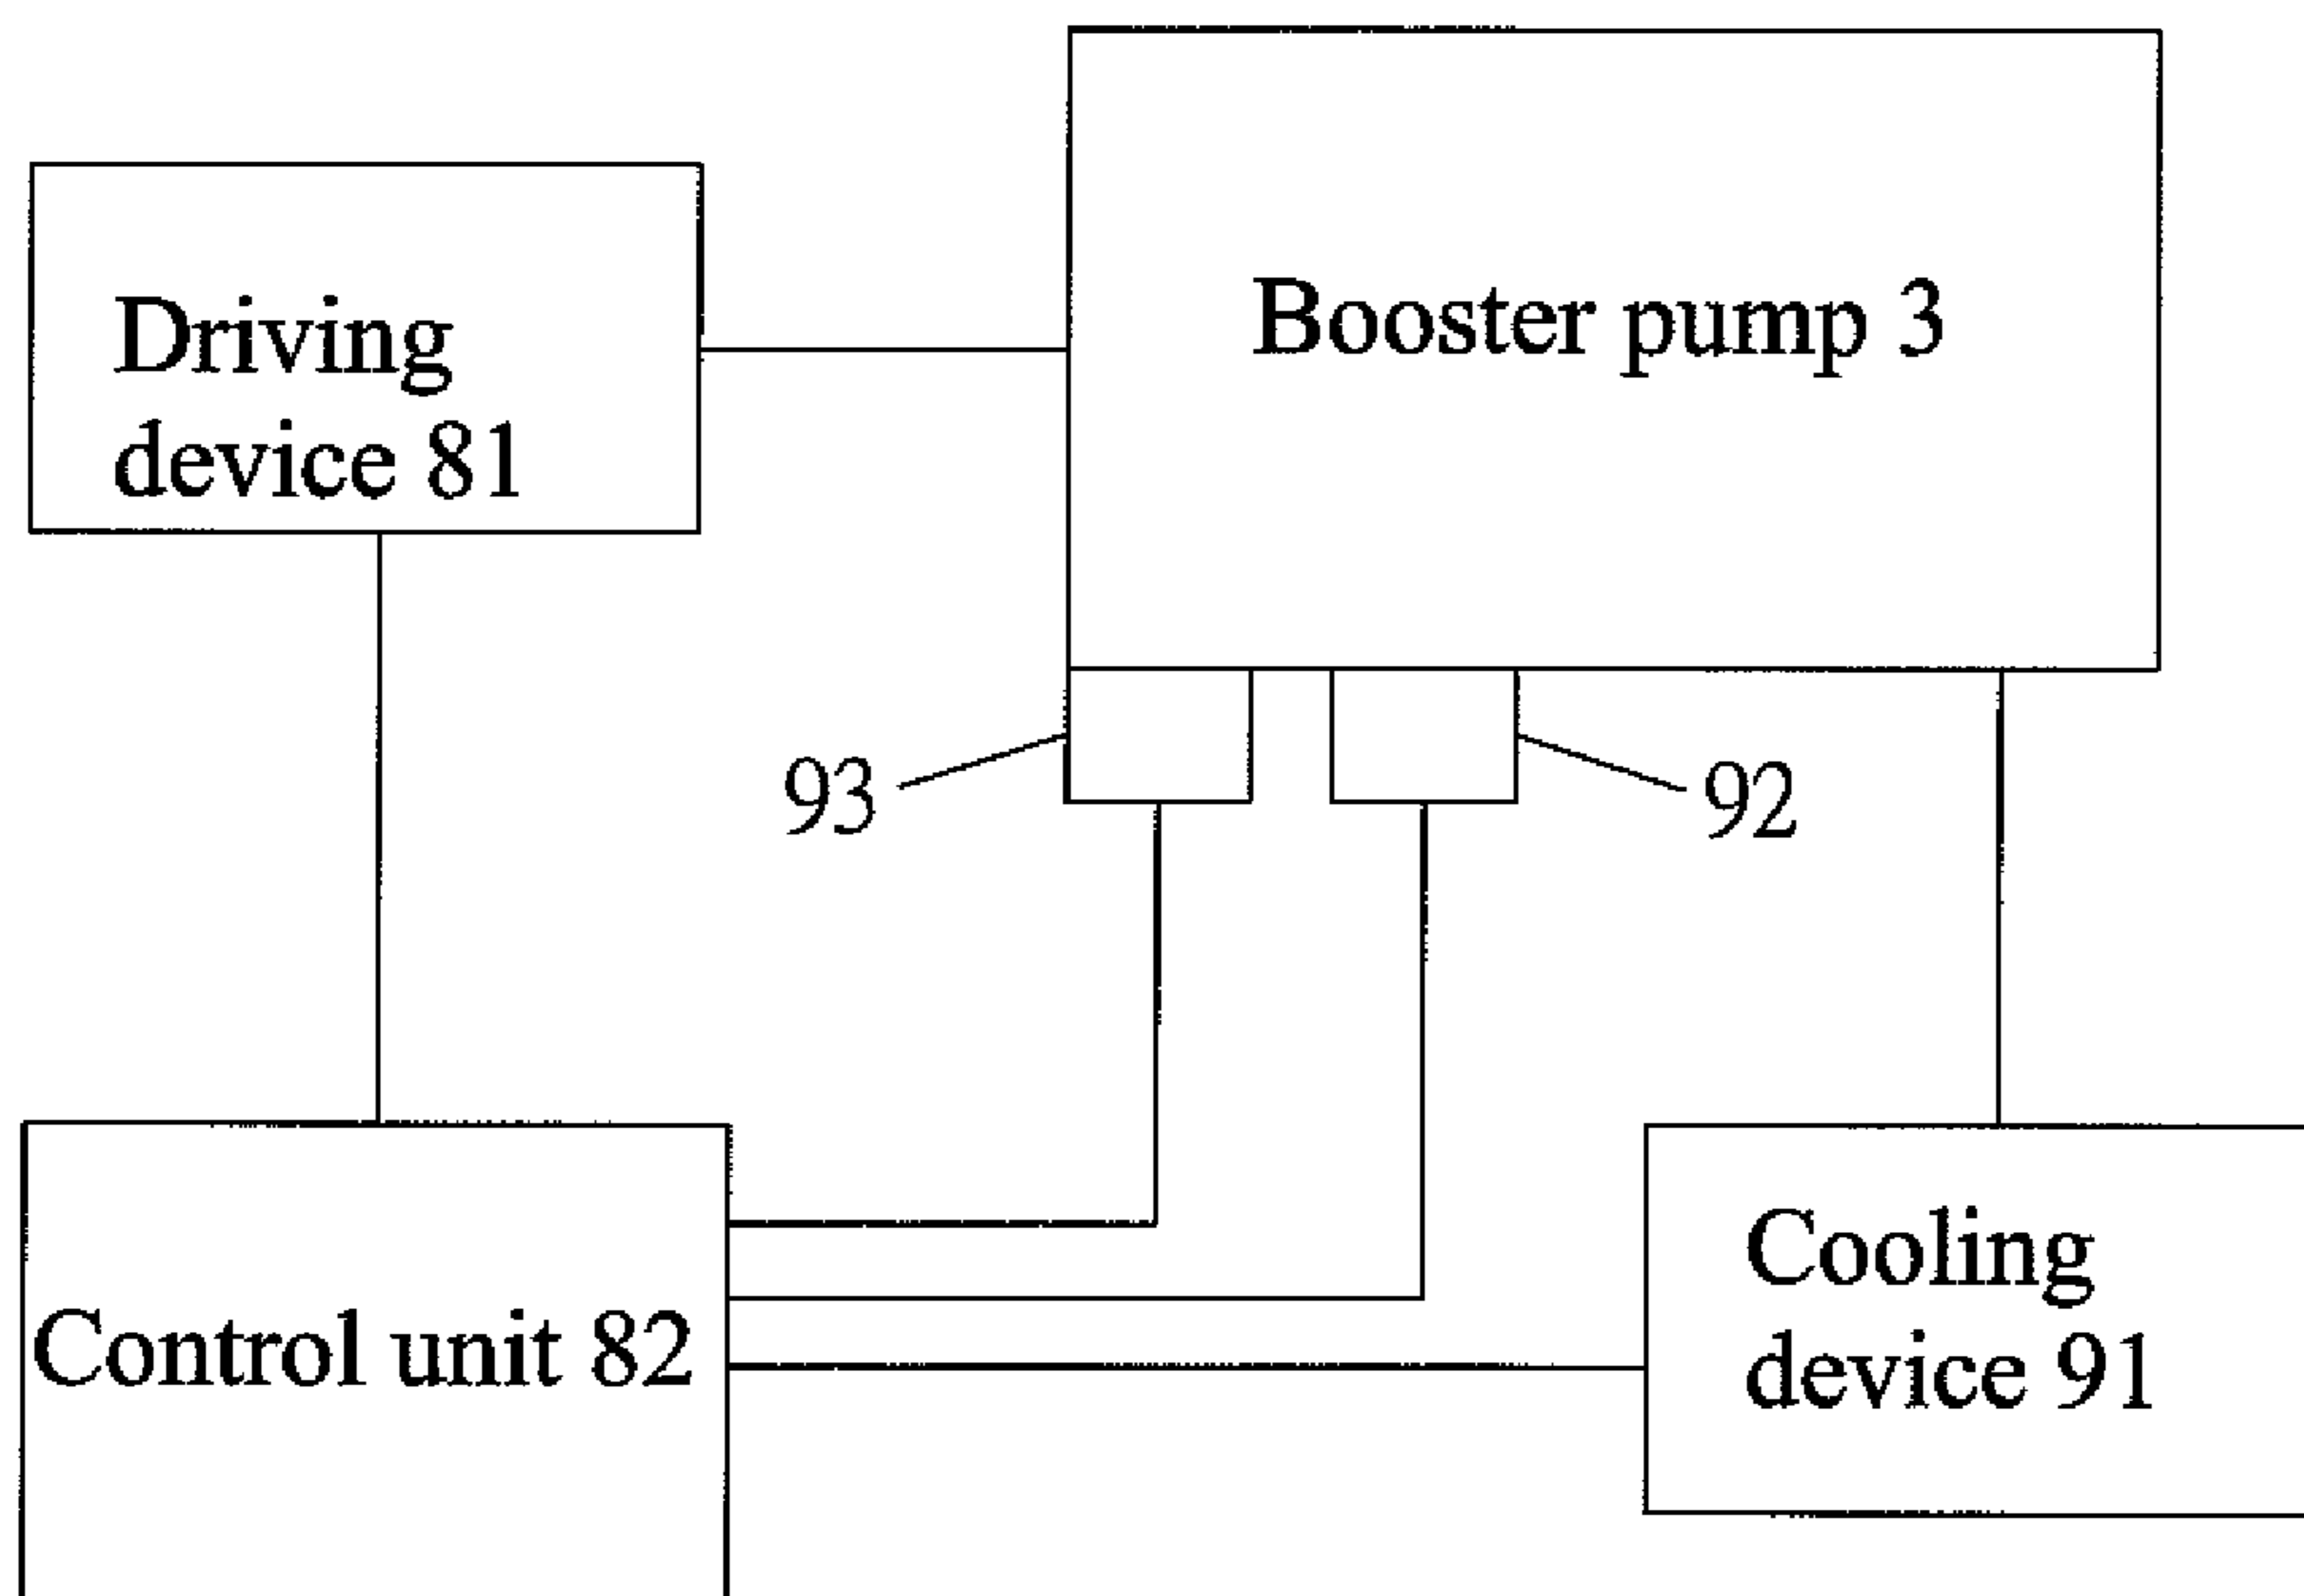 Booster pump 3
Driving
device 81
93
92
Control unit 82
Cooling
device 91